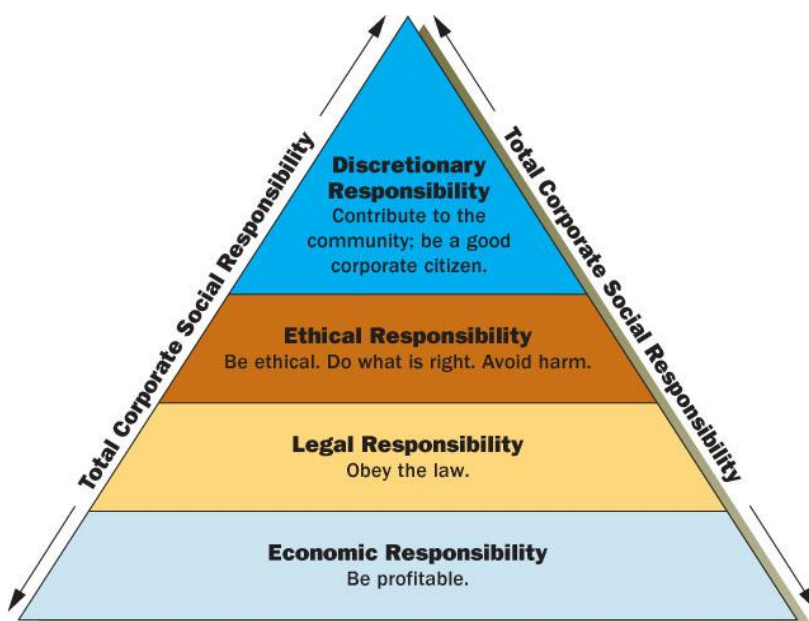 Total Corporate Social Responsibility
Total Corporate Social Responsibility
Discretionary
Responsibility
Contribute to the
community; be a good
corporate citizen.
Ethical Responsibility
Be ethical. Do what is right. Avoid harm.
Legal Responsibility
Obey the law.
Economic Responsibility
Be profitable.